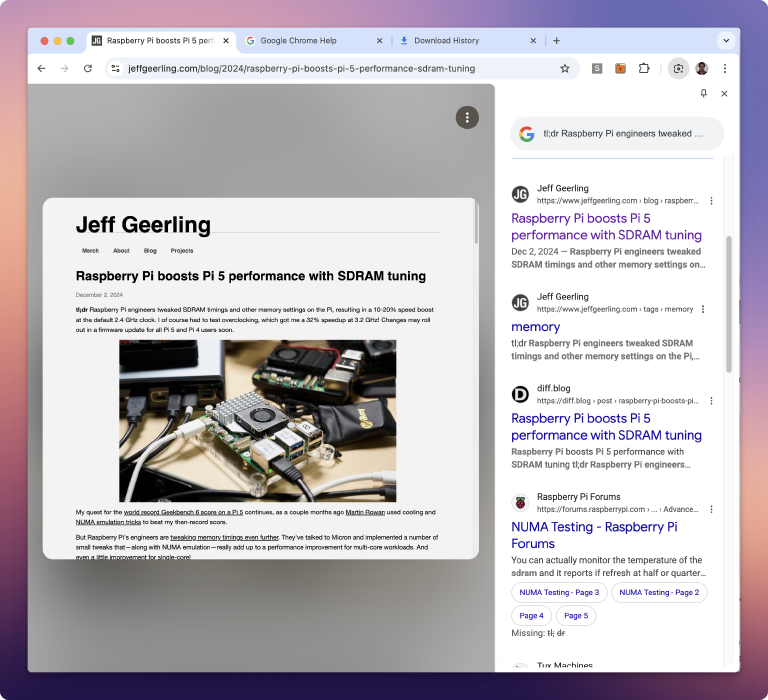 JG Raspberry Pi boosts Pi 5 perf
Google Chrome Help
Download History
jeffgeerling.com/blog/2024/raspberry-pi-boosts-pi-5-performance-sdram-tuning
Jeff Geerling
Merch About Blog Projects
Raspberry Pi boosts Pi 5 performance with SDRAM tuning
December 2, 2024
tl;dr Raspberry Pi engineers tweaked SDRAM timings and other memory settings on the Pi, resulting in a 10-20% speed boost
at the default 2.4 GHz clock. I of course had to test overclocking, which got me a 32% speedup at 3.2 GHz! Changes may roll
out in a firmware update for all Pi 5 and Pi 4 users soon.
My quest for the world record Geekbench 6 score on a Pi 5 continues, as a couple months ago Martin Rowan used cooling and
NUMA emulation tricks to beat my then-record score.
But Raspberry Pi's engineers are tweaking memory timings even further. They've talked to Micron and implemented a number of
small tweaks that—along with NUMA emulation—really add up to a performance improvement for multi-core workloads. And
even a little improvement for single-core!
tl;dr Raspberry Pi engineers tweaked ...
JG Jeff Geerling
https://www.jeffgeerling.com › blog › raspberr...
Raspberry Pi boosts Pi 5
performance with SDRAM tuning
Dec 2, 2024 — Raspberry Pi engineers tweaked
SDRAM timings and other memory settings on...
JG Jeff Geerling
https://www.jeffgeerling.com › tags › memory
memory
tl;dr Raspberry Pi engineers tweaked SDRAM
timings and other memory settings on the Pi,...
D diff.blog
https://diff.blog › post › raspberry-pi-boosts-pi...
Raspberry Pi boosts Pi 5
performance with SDRAM tuning
Raspberry Pi boosts Pi 5 performance with
SDRAM tuning tl;dr Raspberry Pi engineers...
Raspberry Pi Forums
https://forums.raspberrypi.com › ... › Advance...
NUMA Testing - Raspberry Pi
Forums
You can actually monitor the temperature of the
sdram and it reports if refresh at half or quarter...
NUMA Testing - Page 3 NUMA Testing - Page 2
Page 4 Page 5
Missing: tl; dr
Tux Machines